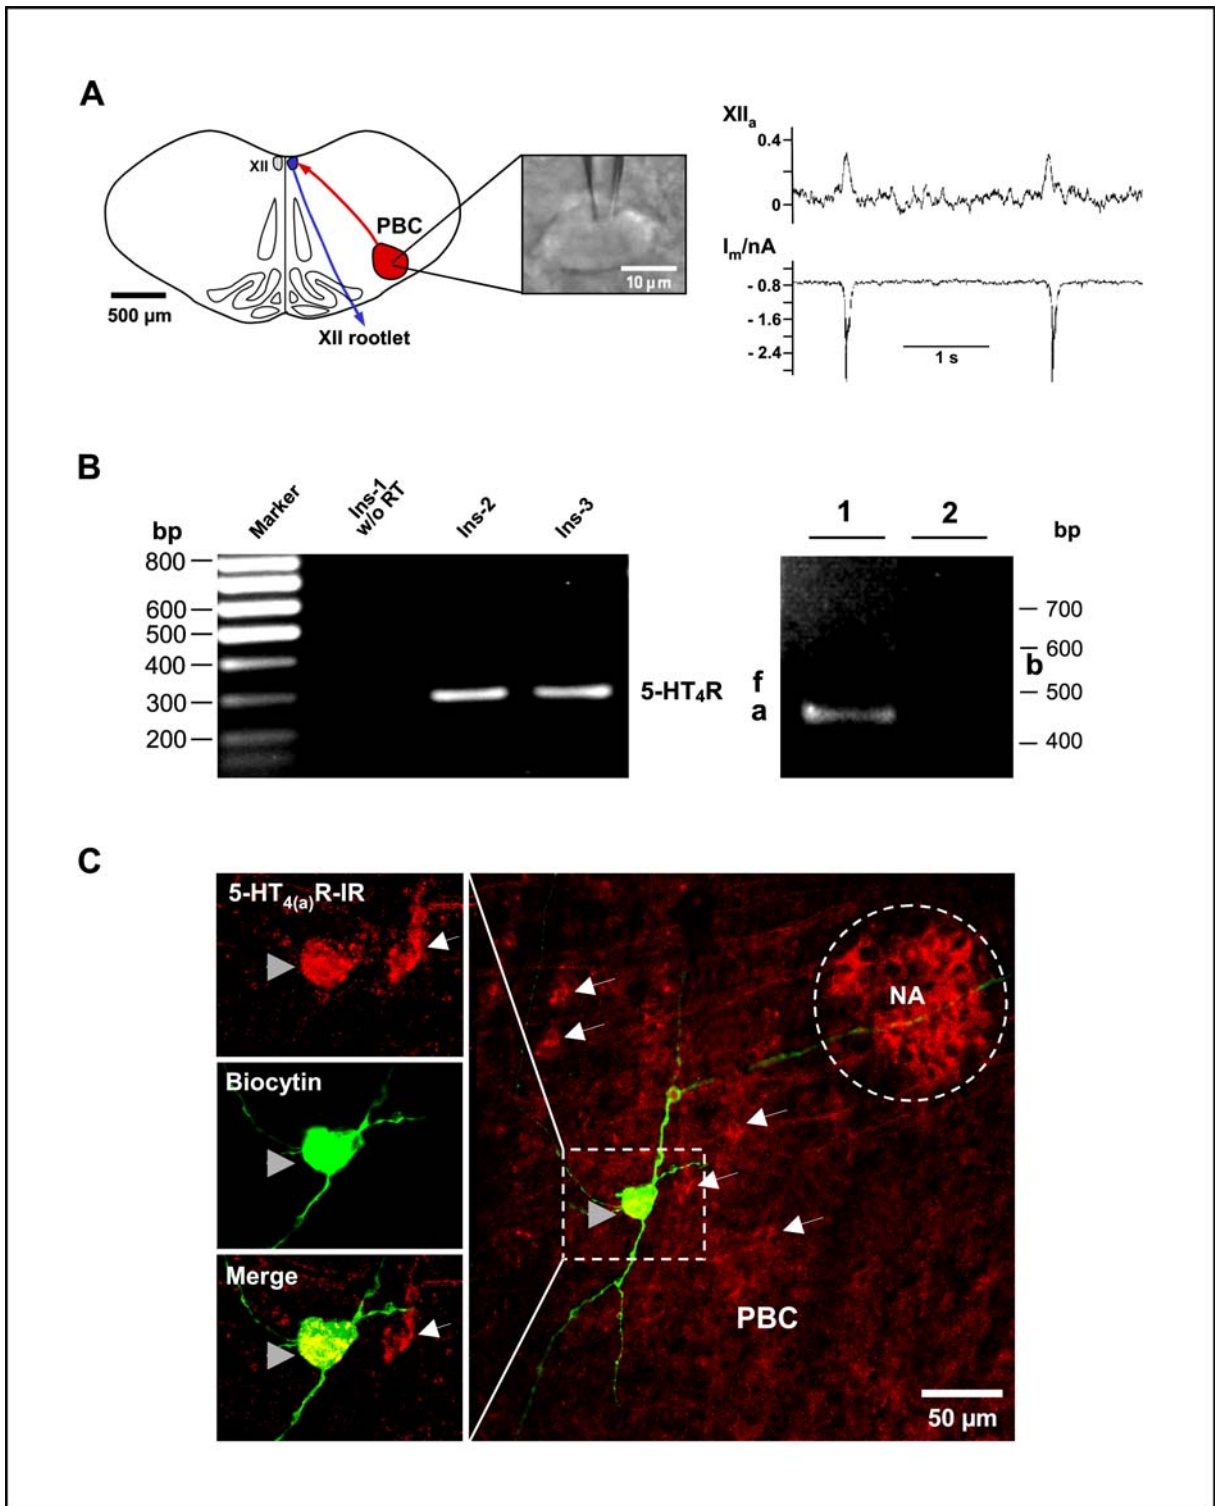 A
XII
PBC
500 µm
XII rootlet
10 µm
XIIa
0.4
0
Im/nA
- 0.8
- 1.6
- 2.4
1 s
B
bp
Marker
Ins-1
w/o RT
Ins-2
Ins-3
800
600
500
400
300
200
5-HT4R
1
2
bp
f
a
700
600
b
500
400
C
5-HT4(a)R-IR
Biocytin
Merge
NA
PBC
50 µm